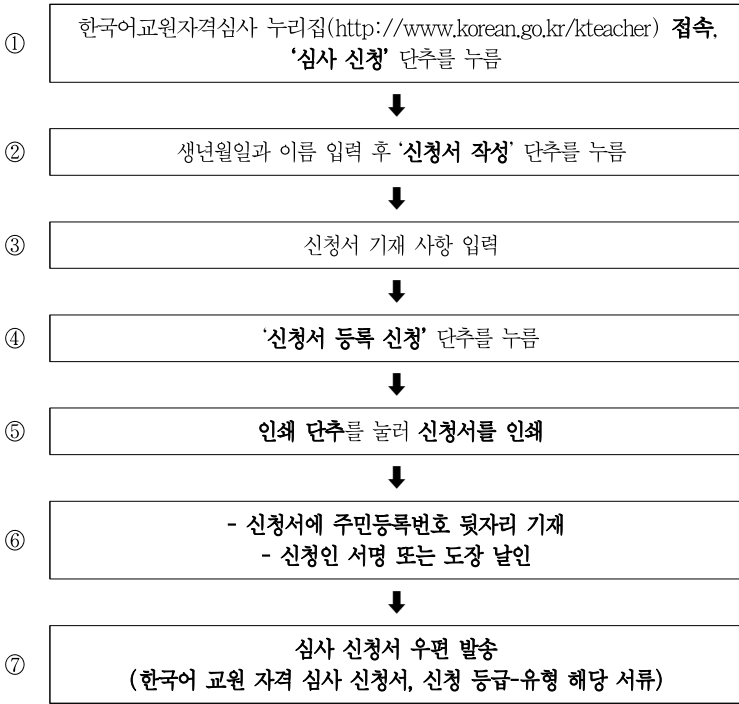 ① 한국어교원자격심사 누리집(http://www.korean.go.kr/kteacher) 접속,
‘심사 신청’ 단추를 누름
② 생년월일과 이름 입력 후 ‘신청서 작성’ 단추를 누름
③ 신청서 기재 사항 입력
④ ‘신청서 등록 신청’ 단추를 누름
⑤ 인쇄 단추를 눌러 신청서를 인쇄
⑥ - 신청서에 주민등록번호 뒷자리 기재
- 신청인 서명 또는 도장 날인
⑦ 심사 신청서 우편 발송
(한국어 교원 자격 심사 신청서, 신청 등급-유형 해당 서류)